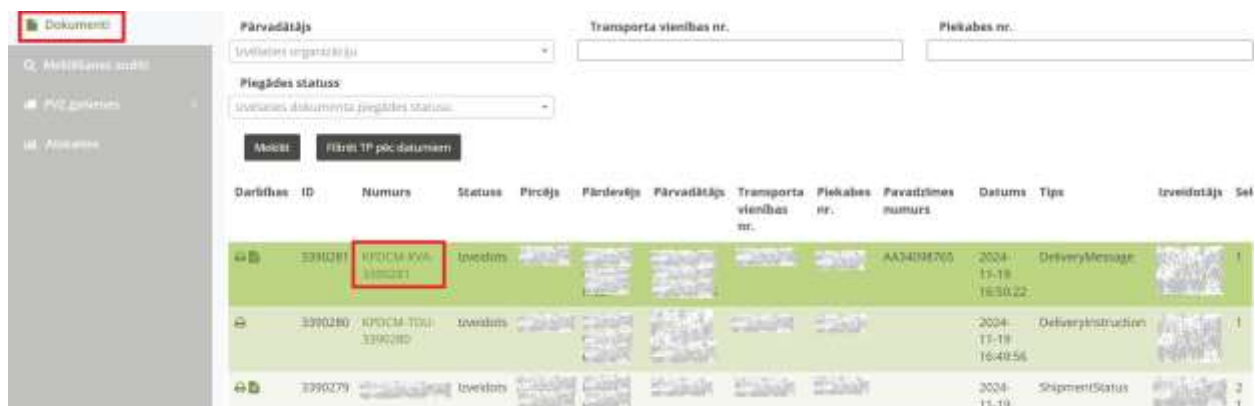 Dokumenti
Pārvadātājs Transporta vienības nr. Piekabes nr.
Izvēlieties organizāciju
Piegādes statuss
Izvēlieties dokumenta piegādes statusu
Meklēt Filtrēt TP pēc datumiem
Darbības ID Numurs Statuss Pircējs Pārdevējs Pārvadātājs Transporta Piekabes Pavadzīmes Datums Tips Izveidotājs Sel
vienības nr. numurs
nr.
3390281 KPDCM-KVA- Izveidots AA34098765 2024- DeliveryMessage 1
3390281 11-19
16:50:22
3390280 KPDCM-TDU- Izveidots 2024- DeliveryInstruction 1
3390280 11-19
16:49:56
3390279 Izveidots 2024- ShipmentStatus 2
11-19 1